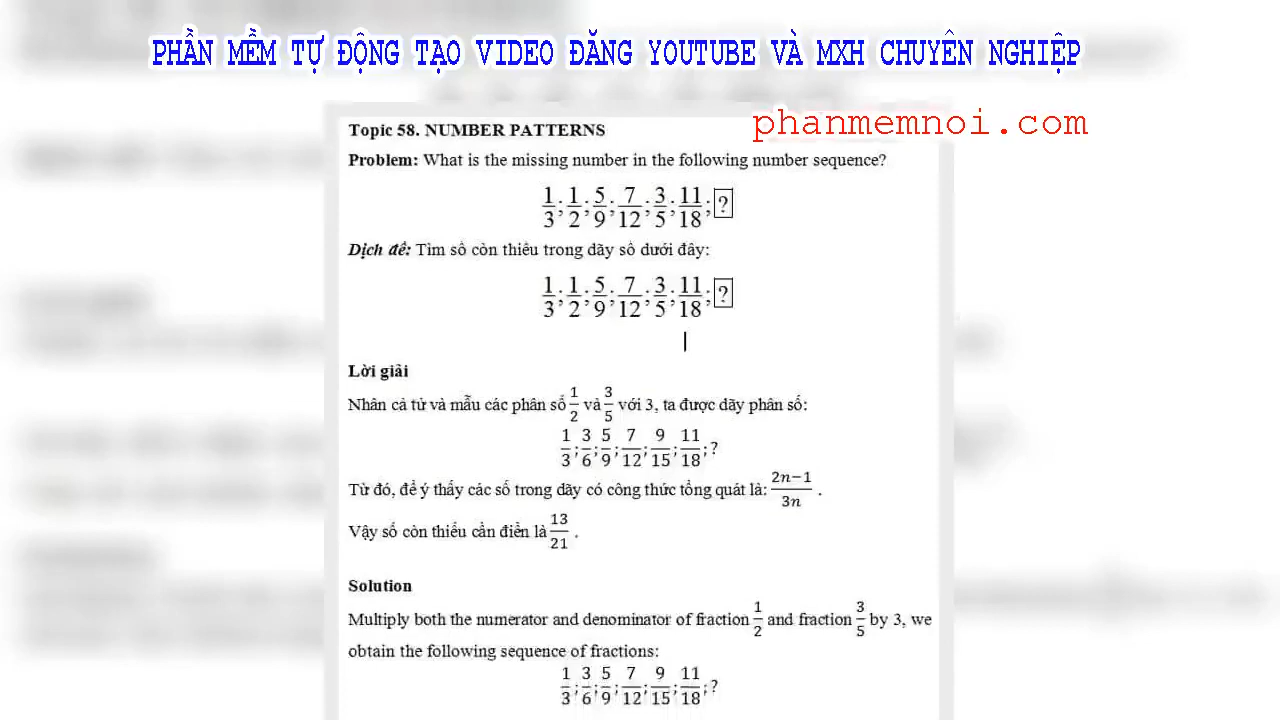 PHẦN MỀM TỰ ĐỘNG TẠO VIDEO ĐĂNG YOUTUBE VÀ MXH CHUYÊN NGHIỆP
phanmemnoi.com
Topic 58. NUMBER PATTERNS
Problem: What is the missing number in the following number sequence?
1/3; 1/2; 5/9; 7/12; 3/5; 11/18; ?
Dịch đề: Tìm số còn thiếu trong dãy số dưới đây:
1/3; 1/2; 5/9; 7/12; 3/5; 11/18; ?
Lời giải
Nhân cả tử và mẫu các phân số 1/2 và 3/5 với 3, ta được dãy phân số:
1/3; 3/6; 5/9; 7/12; 9/15; 11/18; ?
Từ đó, để ý thấy các số trong dãy có công thức tổng quát là: 2n−1/3n .
Vậy số còn thiếu cần điền là 13/21 .
Solution
Multiply both the numerator and denominator of fraction 1/2 and fraction 3/5 by 3, we
obtain the following sequence of fractions:
1/3; 3/6; 5/9; 7/12; 9/15; 11/18; ?